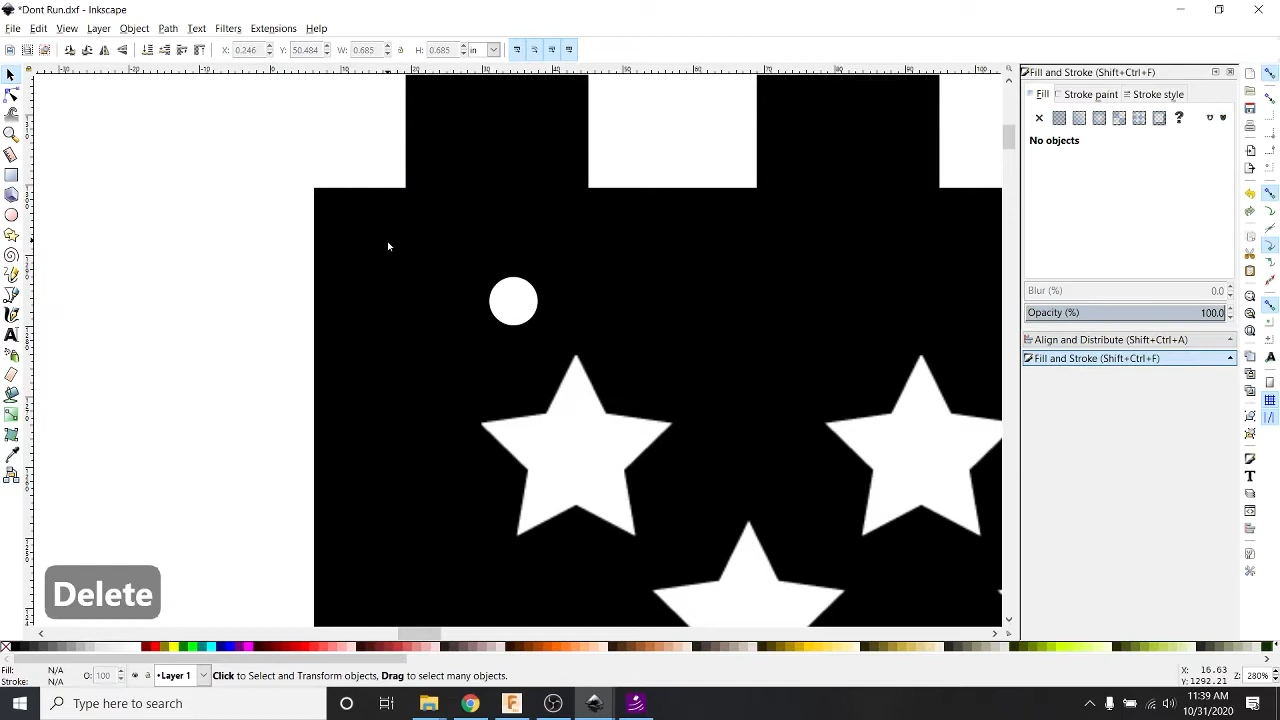 *Dont Run.dxf - Inkscape
File Edit View Layer Object Path Text Filters Extensions Help
X: 0.246 Y: 50.484 W: 0.685 H: 0.685 in
Fill and Stroke (Shift+Ctrl+F)
Fill Stroke paint Stroke style
?
No objects
Blur (%) 0.0
Opacity (%) 100.0
Align and Distribute (Shift+Ctrl+A)
Fill and Stroke (Shift+Ctrl+F)
Delete
Fill: N/A
Stroke: N/A
O: 100
•Layer 1
Click to Select and Transform objects, Drag to select many objects.
X: 16.63
Y: 1292.21
Z: 280%
Type here to search
11:39 AM
10/31/2020